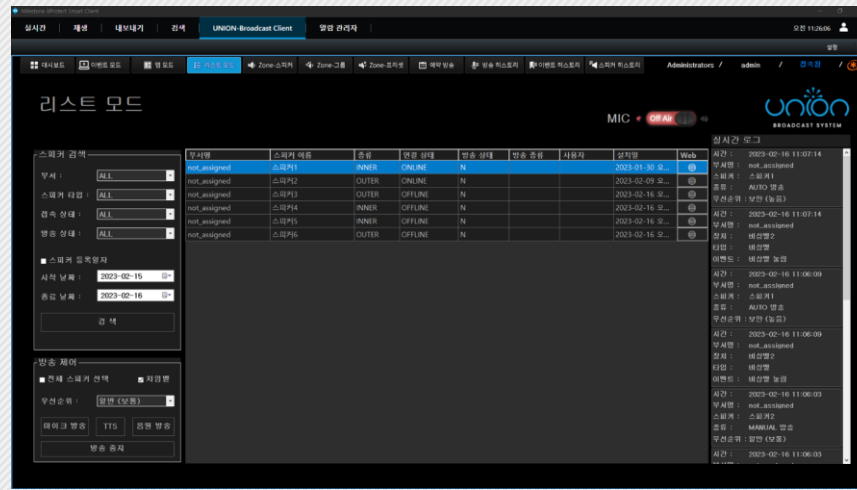 Milestone XProtect Smart Client
실시간 재생 내보내기 검색 UNION-Broadcast Client 알람 관리자 오전 11:26:06
설정
대시보드 이벤트 모드 맵 모드 리스트 모드 Zone-스피커 Zone-그룹 Zone-프리셋 예약 방송 방송 히스토리 이벤트 히스토리 스피커 히스토리 Administrators / admin / 접속됨 /
리스트 모드
MIC Off Air
UNION
BROADCAST SYSTEM
스피커 검색
부서 : ALL
스피커 타입 : ALL
접속 상태 : ALL
방송 상태 : ALL
스피커 등록일자
시작 날짜 : 2023-02-15
종료 날짜 : 2023-02-16
검 색
방송 제어
전체 스피커 선택 차임벨
우선순위 : 일반 (보통)
마이크 방송 TTS 음원 방송
방송 중지
부서명 스피커 이름 종류 연결 상태 방송 상태 방송 종류 사용자 설치일 Web
not_assigned 스피커1 INNER ONLINE N 2023-01-30 오...
not_assigned 스피커2 OUTER ONLINE N 2023-02-09 오...
not_assigned 스피커3 OUTER OFFLINE N 2023-02-16 오...
not_assigned 스피커4 INNER OFFLINE N 2023-02-16 오...
not_assigned 스피커5 INNER OFFLINE N 2023-02-16 오...
not_assigned 스피커6 OUTER OFFLINE N 2023-02-16 오...
실시간 로그
시간 : 2023-02-16 11:07:14
부서명 : not_assigned
스피커 : 스피커1
종류 : AUTO 방송
우선순위 : 보안 (높음)
시간 : 2023-02-16 11:07:14
부서명 : not_assigned
장치 : 비상벨2
타입 : 비상벨
이벤트 : 비상벨 눌림
시간 : 2023-02-16 11:06:09
부서명 : not_assigned
스피커 : 스피커1
종류 : AUTO 방송
우선순위 : 보안 (높음)
시간 : 2023-02-16 11:06:09
부서명 : not_assigned
장치 : 비상벨2
타입 : 비상벨
이벤트 : 비상벨 눌림
시간 : 2023-02-16 11:06:03
부서명 : not_assigned
스피커 : 스피커2
종류 : MANUAL 방송
우선순위 : 일반 (보통)
시간 : 2023-02-16 11:06:03